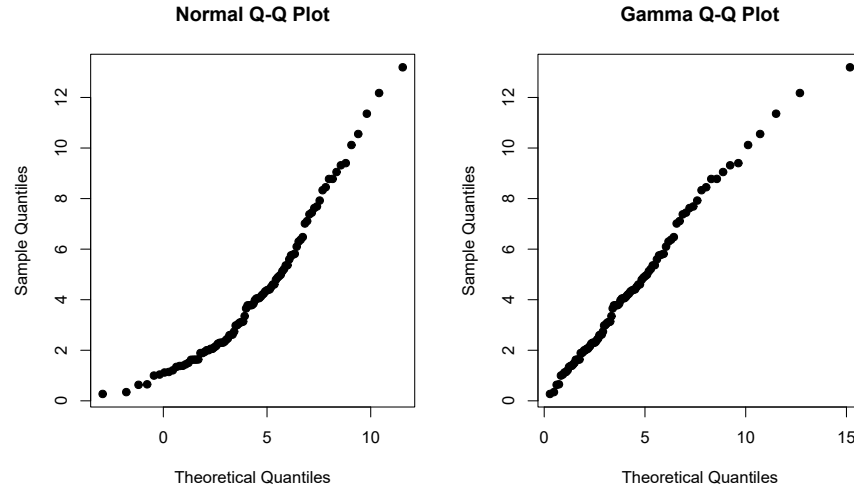 Normal Q-Q Plot
Sample Quantiles
12
10
8
6
4
2
0
0 5 10
Theoretical Quantiles
Gamma Q-Q Plot
Sample Quantiles
12
10
8
6
4
2
0
0 5 10 15
Theoretical Quantiles